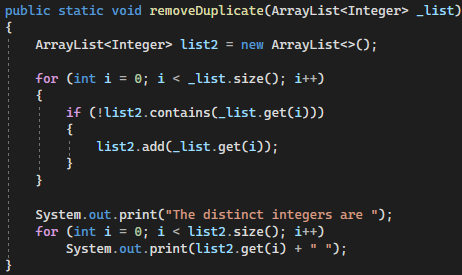 public static void removeDuplicate(ArrayList<Integer> _list)
{
    ArrayList<Integer> list2 = new ArrayList<>();

    for (int i = 0; i < _list.size(); i++)
    {
        if (!list2.contains(_list.get(i)))
        {
            list2.add(_list.get(i));
        }
    }

    System.out.print("The distinct integers are ");
    for (int i = 0; i < list2.size(); i++)
        System.out.print(list2.get(i) + " ");
}